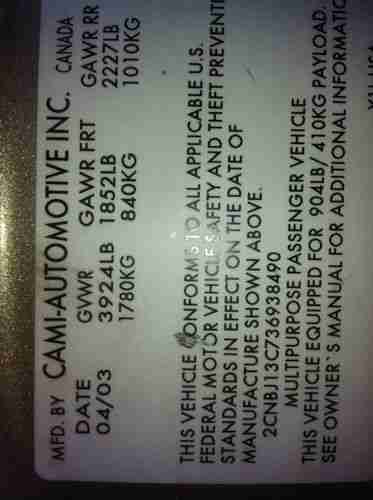 MFD. BY CAMI-AUTOMOTIVE INC. CANADA
DATE GVWR GAWR FRT GAWR RR
04/03 3924LB 1852LB 2227LB
1780KG 840KG 1010KG
THIS VEHICLE CONFORMS TO ALL APPLICABLE U.S.
FEDERAL MOTOR VEHICLE SAFETY AND THEFT PREVENTI
STANDARDS IN EFFECT ON THE DATE OF
MANUFACTURE SHOWN ABOVE.
2CNBJ13C736938490
MULTIPURPOSE PASSENGER VEHICLE
THIS VEHICLE EQUIPPED FOR 904LB/ 410KG PAYLOAD.
SEE OWNER`S MANUAL FOR ADDITIONAL INFORMATIC